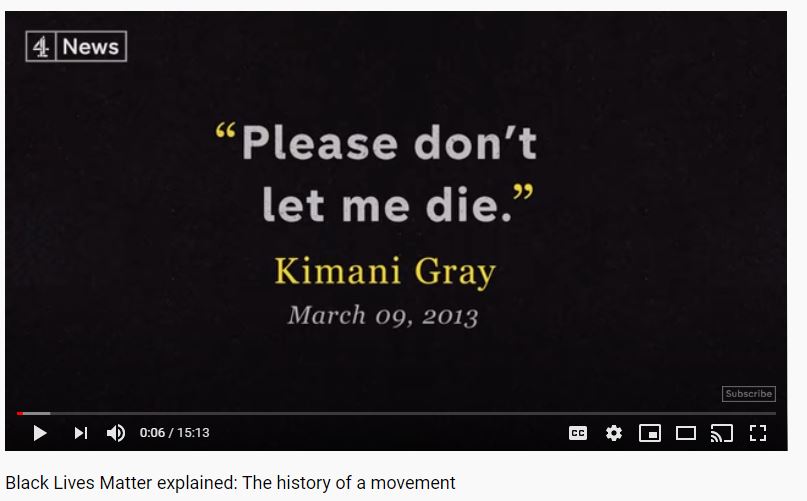 4 News
“Please don’t
let me die.”
Kimani Gray
March 09, 2013
Subscribe
0:06 / 15:13
CC
Black Lives Matter explained: The history of a movement